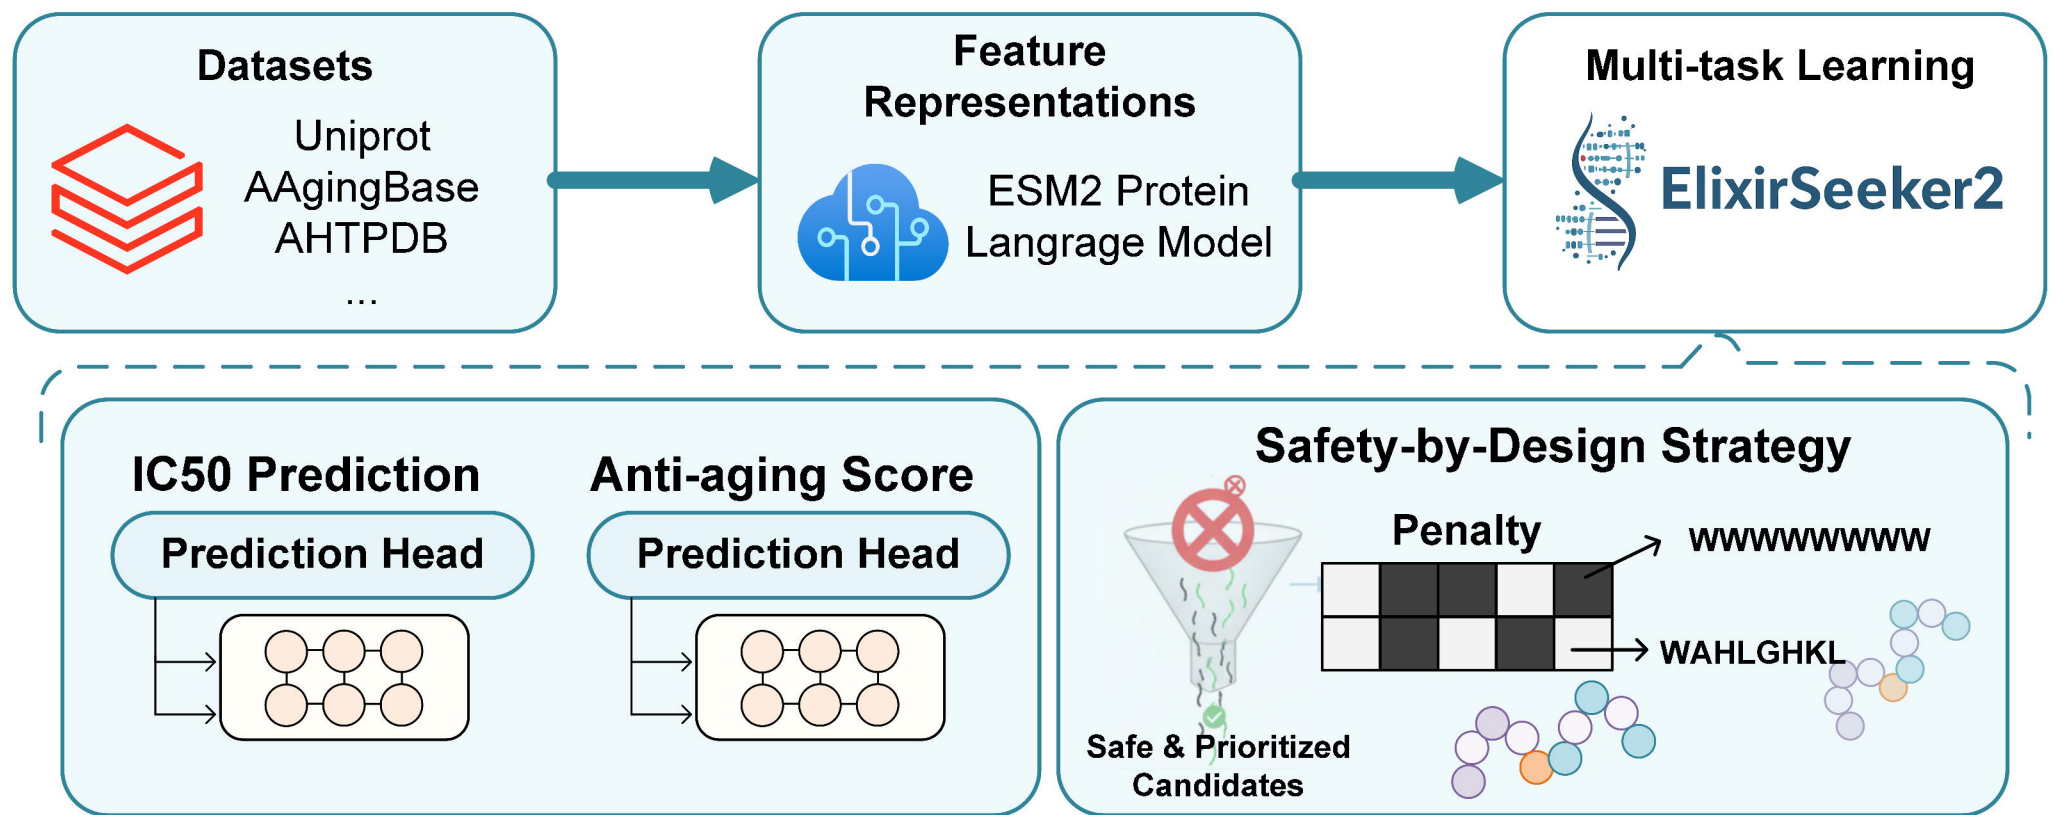 Datasets
Uniprot
AAgingBase
AHTPDB
...
Feature
Representations
ESM2 Protein
Langrage Model
Multi-task Learning
ElixirSeeker2
IC50 Prediction
Prediction Head
Anti-aging Score
Prediction Head
Safety-by-Design Strategy
Penalty
WWWWWWWW
WAHLGHKL
Safe & Prioritized
Candidates